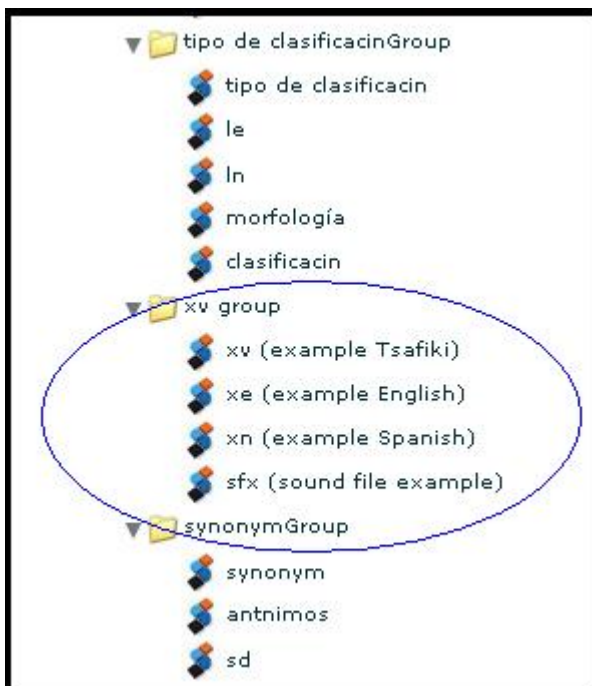 tipo de clasificacinGroup
tipo de clasificacin
le
ln
morfología
clasificacin
xv group
xv (example Tsafiki)
xe (example English)
xn (example Spanish)
sfx (sound file example)
synonymGroup
synonym
antnimos
sd